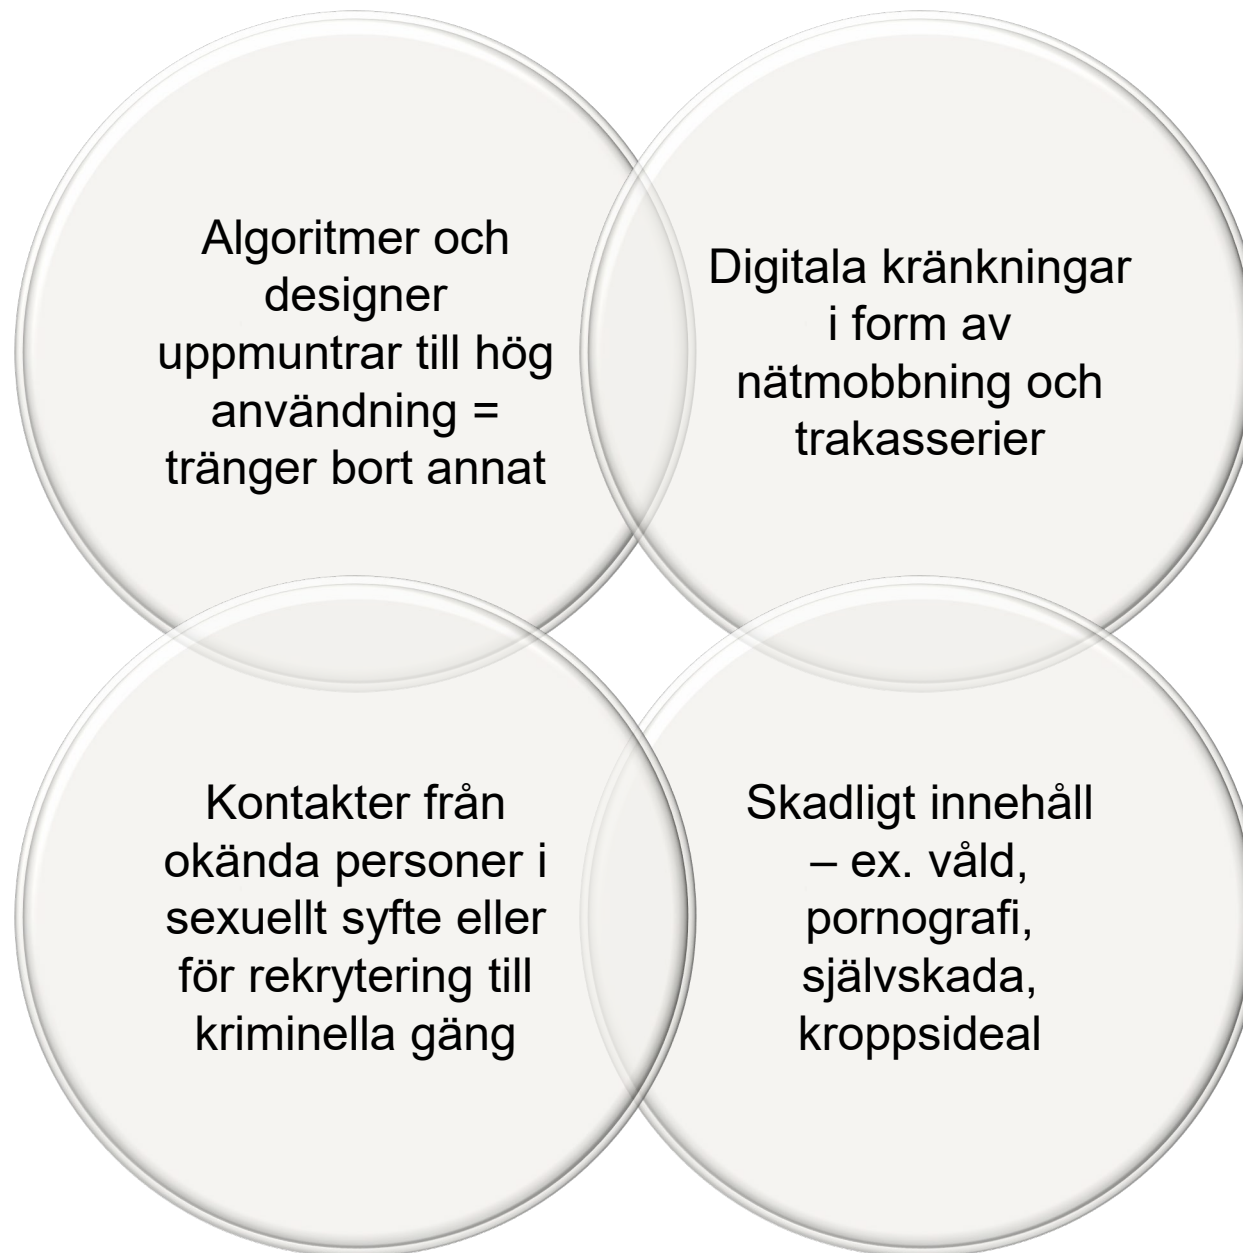 Algoritmer och
designer
uppmuntrar till hög
användning =
tränger bort annat
Digitala kränkningar
i form av
nätmobbning och
trakasserier
Kontakter från
okända personer i
sexuellt syfte eller
för rekrytering till
kriminella gäng
Skadligt innehåll
– ex. våld,
pornografi,
självskada,
kroppsideal